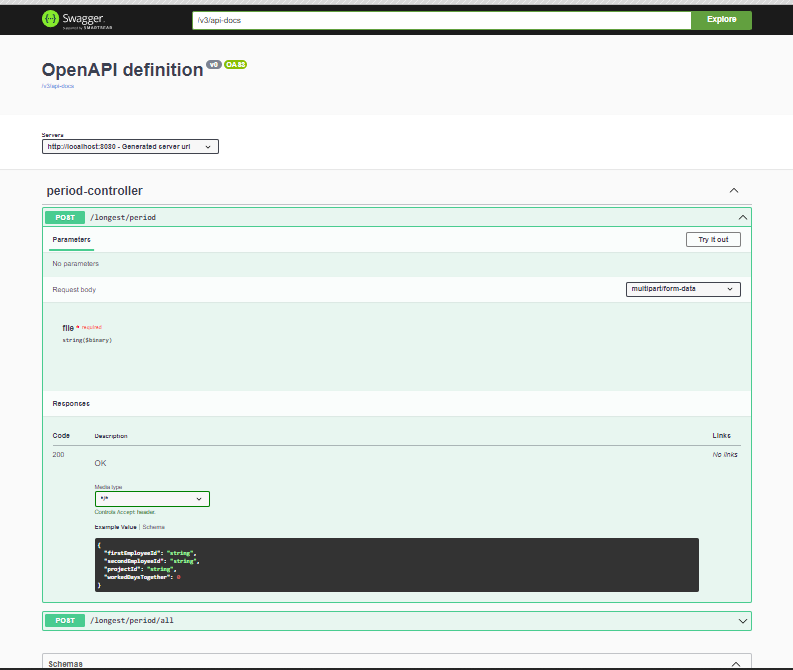 Swagger.
Supported by SMARTBEAR
/v3/api-docs
Explore
OpenAPI definition v0 OAS3
/v3/api-docs
Servers
http://localhost:8080 - Generated server url
period-controller
POST /longest/period
Parameters
Try it out
No parameters
Request body
multipart/form-data
file * required
string($binary)
Responses
Code Description Links
200 OK No links
Media type
*/*
Controls Accept header.
Example Value | Schema
{
"firstEmployeeId": "string",
"secondEmployeeId": "string",
"projectId": "string",
"workedDaysTogether": 0
}
POST /longest/period/all
Schemas